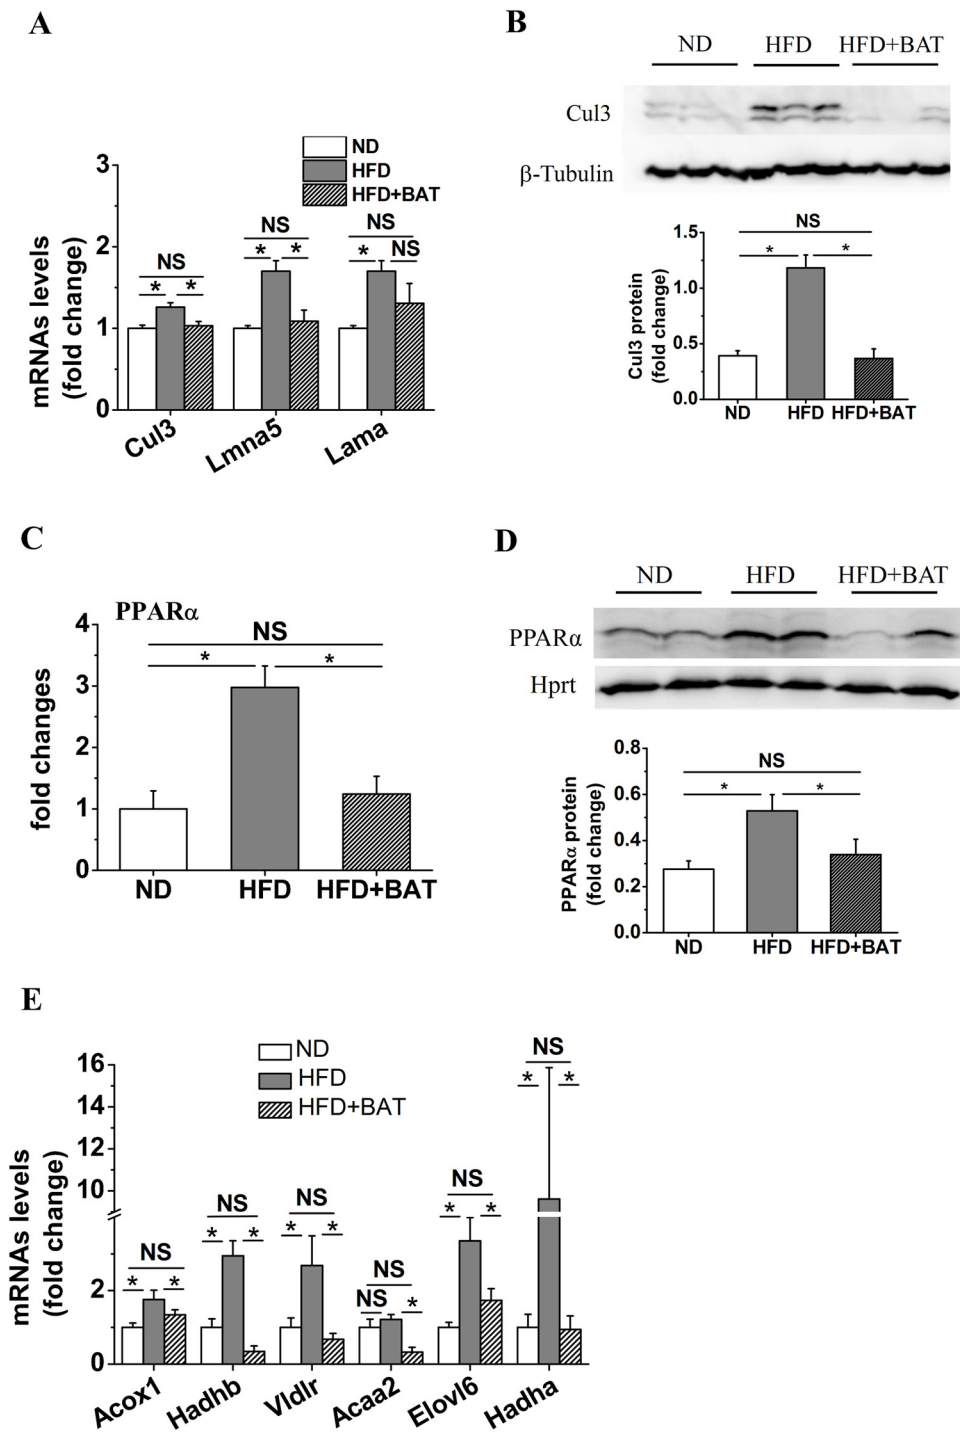 A
ND
HFD
HFD+BAT
mRNAs levels
(fold change)
3
2
1
0
NS
* *
NS
* *
NS
* NS
Cul3 Lmna5 Lama
B
ND HFD HFD+BAT
Cul3
β-Tubulin
Cul3 protein
(fold change)
1.5
1.0
0.5
0.0
NS
* *
ND HFD HFD+BAT
C
PPARα
fold changes
4
3
2
1
0
NS
* *
ND HFD HFD+BAT
D
ND HFD HFD+BAT
PPARα
Hprt
PPARα protein
(fold change)
0.8
0.6
0.4
0.2
0.0
NS
* *
ND HFD HFD+BAT
E
ND
HFD
HFD+BAT
mRNAs levels
(fold change)
16
14
12
10
2
0
NS
* *
NS
* *
NS
* *
NS
NS *
NS
* *
NS
* *
Acox1 Hadhb Vldlr Acaa2 Elovl6 Hadha